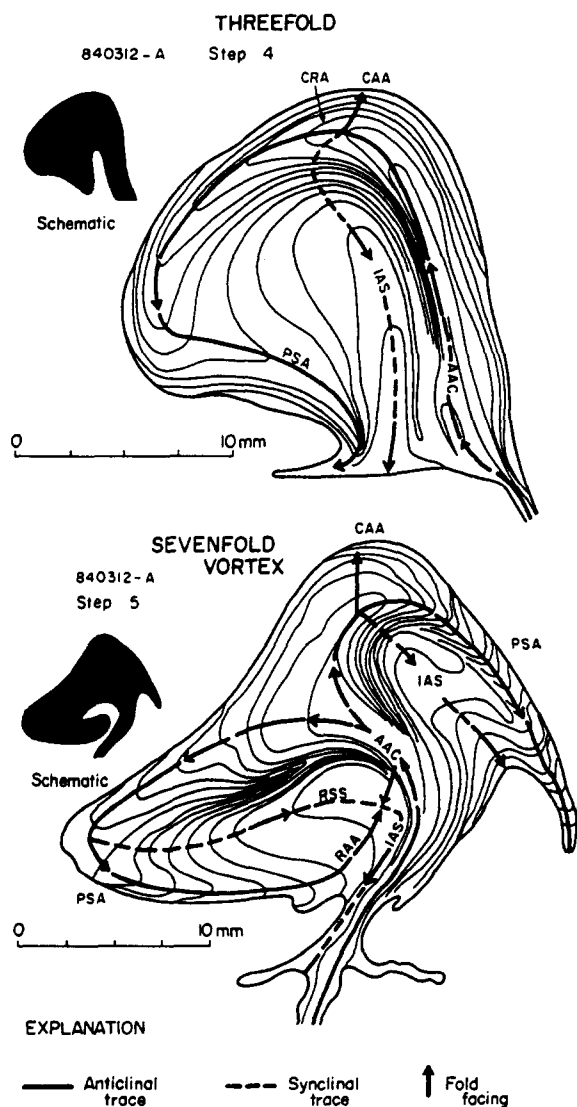 THREEFOLD
840312-A Step 4
CRA CAA
Schematic
IAS
PSA
AAC
0 10 mm
CAA
SEVENFOLD
VORTEX
840312-A
Step 5
PSA
IAS
Schematic
AAC
RSS
RAA
IAS
PSA
0 10 mm
EXPLANATION
Anticlinal trace
Synclinal trace
Fold facing